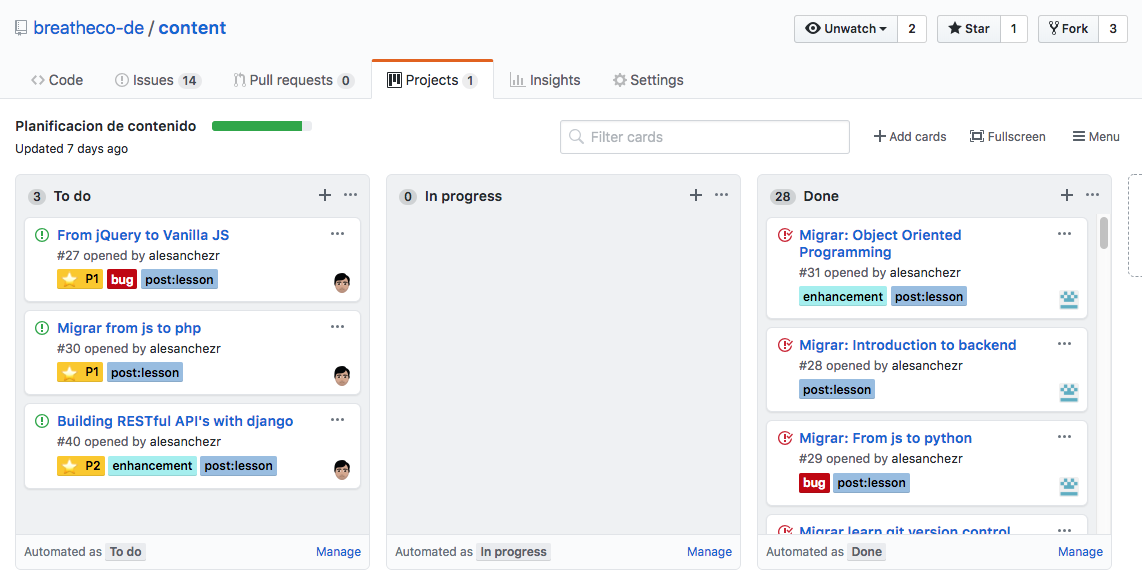 breatheco-de / content
Unwatch 2 Star 1 Fork 3
Code Issues 14 Pull requests 0 Projects 1 Insights Settings
Planificacion de contenido
Updated 7 days ago
Filter cards
Add cards Fullscreen Menu
3 To do
From jQuery to Vanilla JS
#27 opened by alesanchezr
P1 bug post:lesson
Migrar from js to php
#30 opened by alesanchezr
P1 post:lesson
Building RESTful API's with django
#40 opened by alesanchezr
P2 enhancement post:lesson
Automated as To do Manage
0 In progress
Automated as In progress Manage
28 Done
Migrar: Object Oriented
Programming
#31 opened by alesanchezr
enhancement post:lesson
Migrar: Introduction to backend
#28 opened by alesanchezr
post:lesson
Migrar: From js to python
#29 opened by alesanchezr
bug post:lesson
Migrar learn git version control
Automated as Done Manage